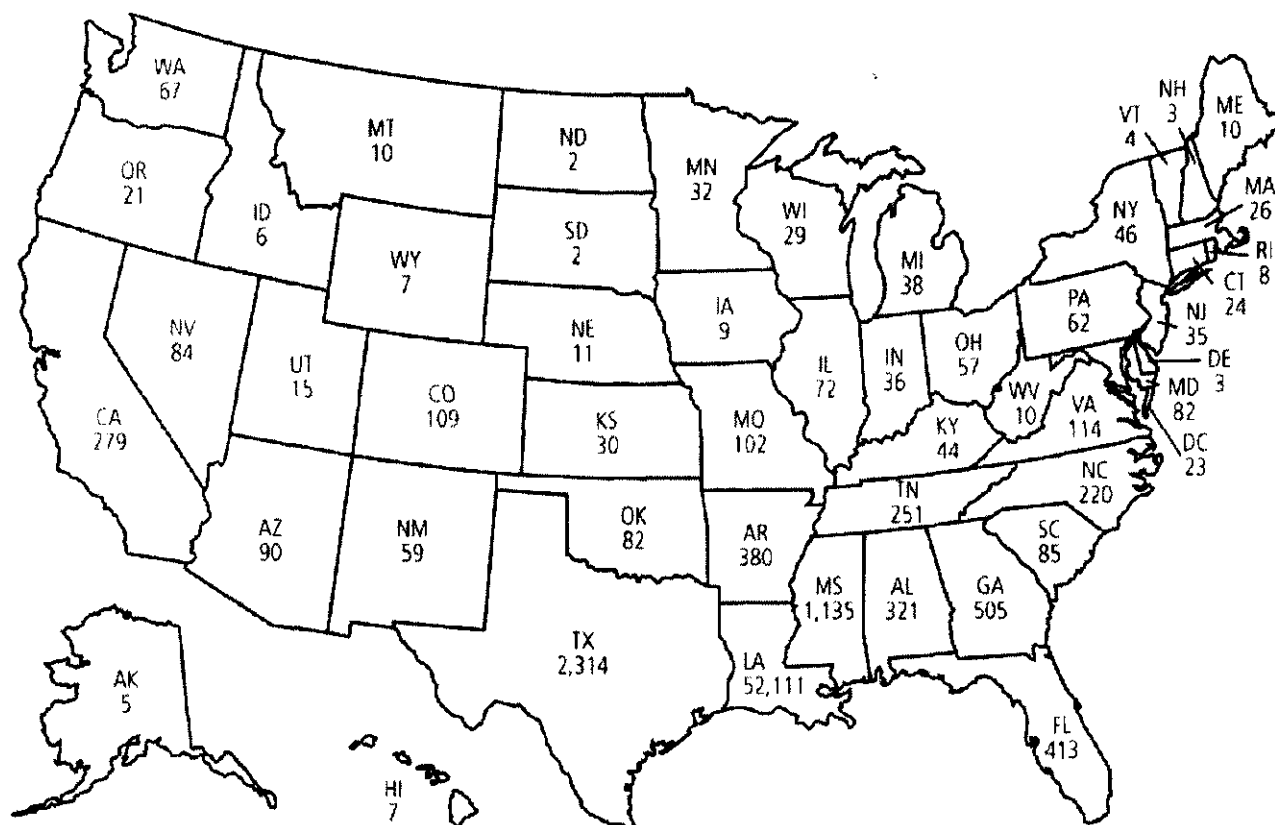 WA
67
MT
10
ND
2
MN
32
VT
4
NH
3
ME
10
OR
21
ID
6
WY
7
SD
2
WI
29
MI
38
NY
46
MA
26
RI
8
CT
24
NV
84
UT
15
CO
109
NE
11
IA
9
IL
72
IN
36
OH
57
PA
62
NJ
35
DE
3
MD
82
DC
23
CA
279
KS
30
MO
102
KY
44
WV
10
VA
114
AZ
90
NM
59
OK
82
AR
380
TN
251
NC
220
SC
85
MS
1,135
AL
321
GA
505
TX
2,314
LA
52,111
FL
413
AK
5
HI
7